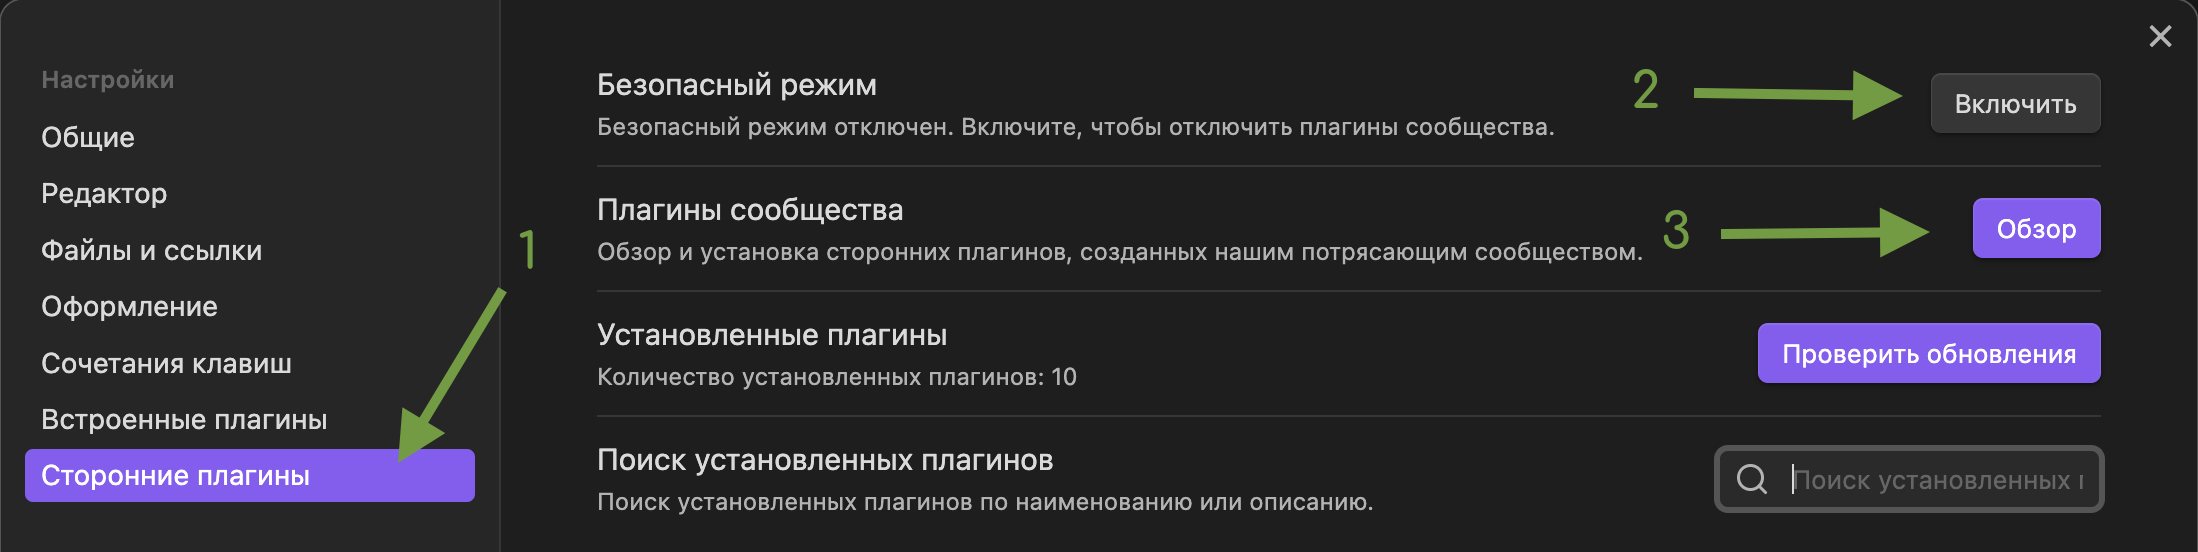 Настройки
Общие
Редактор
Файлы и ссылки
Оформление
Сочетания клавиш
Встроенные плагины
Сторонние плагины
1
Безопасный режим
Безопасный режим отключен. Включите, чтобы отключить плагины сообщества.
2
Включить
Плагины сообщества
Обзор и установка сторонних плагинов, созданных нашим потрясающим сообществом.
3
Обзор
Установленные плагины
Количество установленных плагинов: 10
Проверить обновления
Поиск установленных плагинов
Поиск установленных плагинов по наименованию или описанию.
Поиск установленных